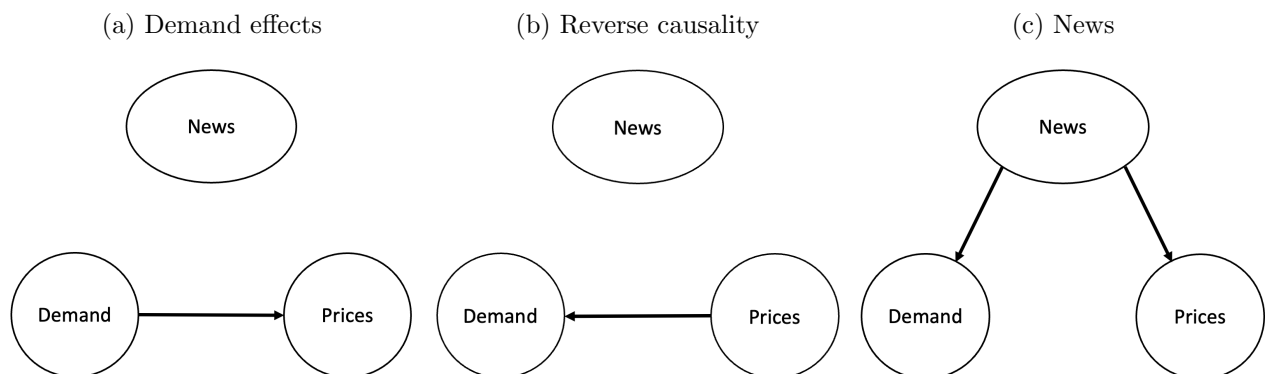 (a) Demand effects
(b) Reverse causality
(c) News
News
News
News
Demand
Prices
Demand
Prices
Demand
Prices